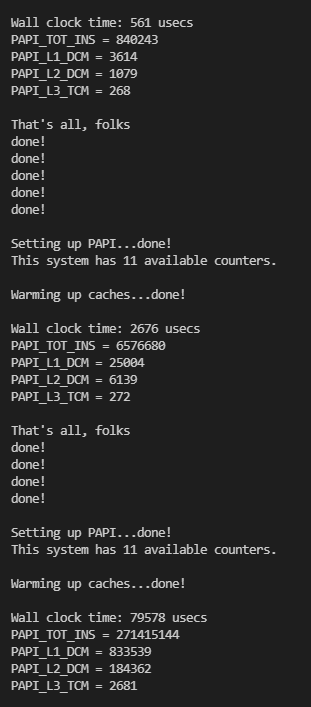 Wall clock time: 561 usecs
PAPI_TOT_INS = 840243
PAPI_L1_DCM = 3614
PAPI_L2_DCM = 1079
PAPI_L3_TCM = 268

That's all, folks
done!
done!
done!
done!
done!

Setting up PAPI...done!
This system has 11 available counters.

Warming up caches...done!

Wall clock time: 2676 usecs
PAPI_TOT_INS = 6576680
PAPI_L1_DCM = 25004
PAPI_L2_DCM = 6139
PAPI_L3_TCM = 272

That's all, folks
done!
done!
done!
done!

Setting up PAPI...done!
This system has 11 available counters.

Warming up caches...done!

Wall clock time: 79578 usecs
PAPI_TOT_INS = 271415144
PAPI_L1_DCM = 833539
PAPI_L2_DCM = 184362
PAPI_L3_TCM = 2681